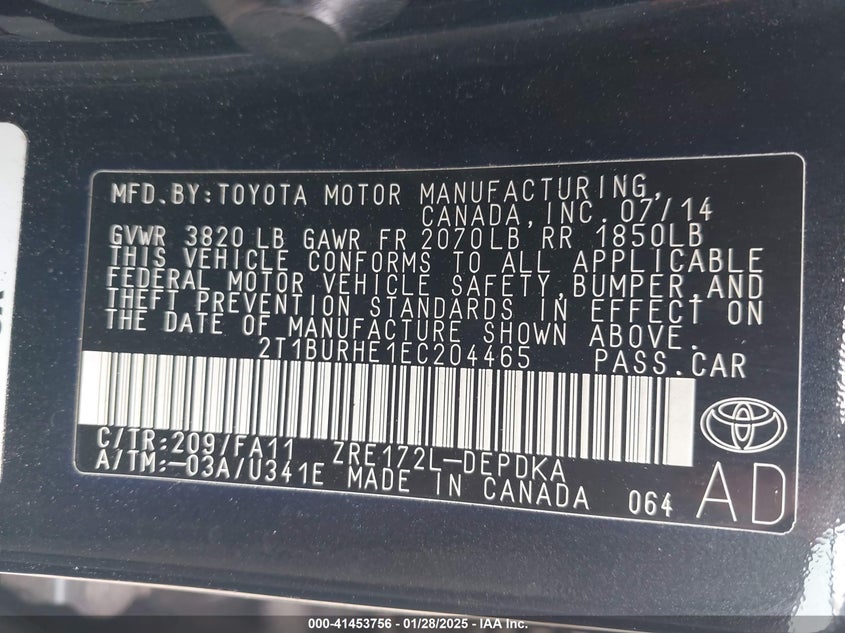 MFD.BY:TOYOTA MOTOR MANUFACTURING,
CANADA,INC.07/14
GVWR 3820LB GAWR FR 2070LB RR 1850LB
THIS VEHICLE CONFORMS TO ALL APPLICABLE
FEDERAL MOTOR VEHICLE SAFETY,BUMPER,AND
THEFT PREVENTION STANDARDS IN EFFECT ON
THE DATE OF MANUFACTURE SHOWN ABOVE.
2T1BURHE1EC204465 PASS.CAR
C/TR:209/FA11 ZRE172L-DEPDKA
A/TM:-03A/U341E MADE IN CANADA 064
AD
000-41453756 — 01/28/2025 — IAA Inc.